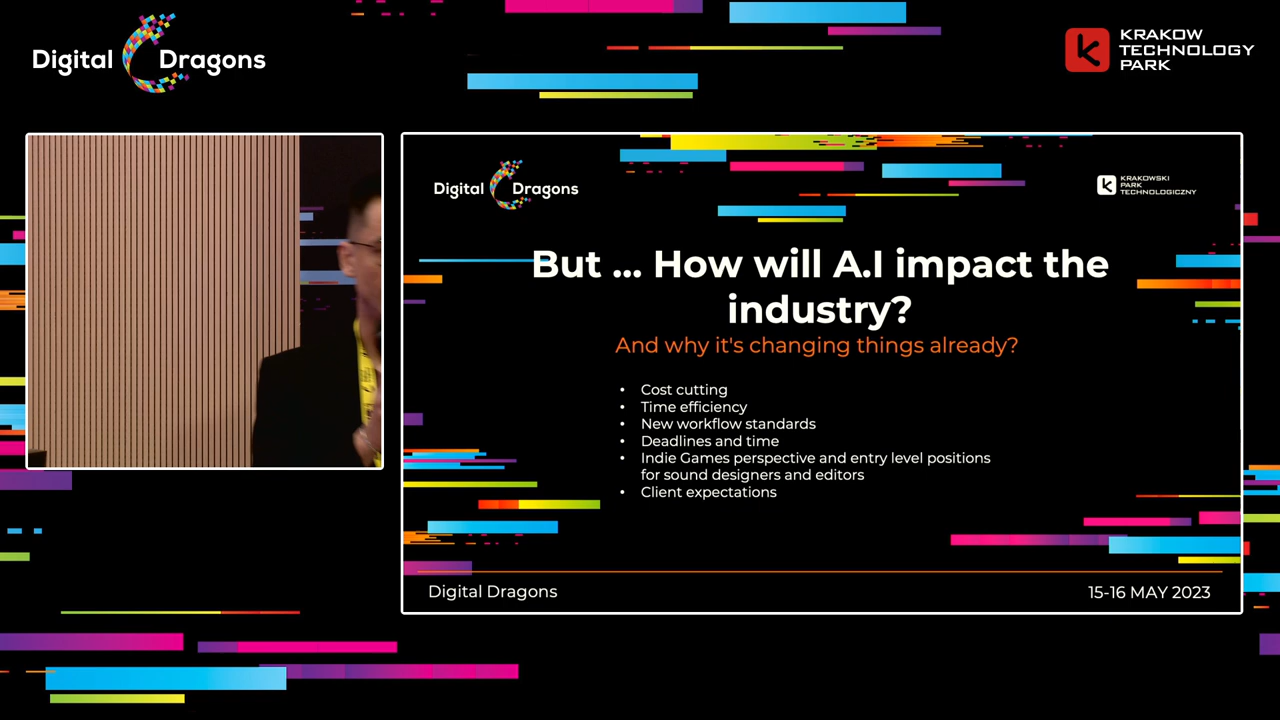 Digital Dragons
KRAKOW
TECHNOLOGY
PARK
Digital Dragons
KRAKOWSKI
PARK
TECHNOLOGICZNY
But ... How will A.I impact the
industry?
And why it's changing things already?
• Cost cutting
• Time efficiency
• New workflow standards
• Deadlines and time
• Indie Games perspective and entry level positions
for sound designers and editors
• Client expectations
Digital Dragons
15-16 MAY 2023